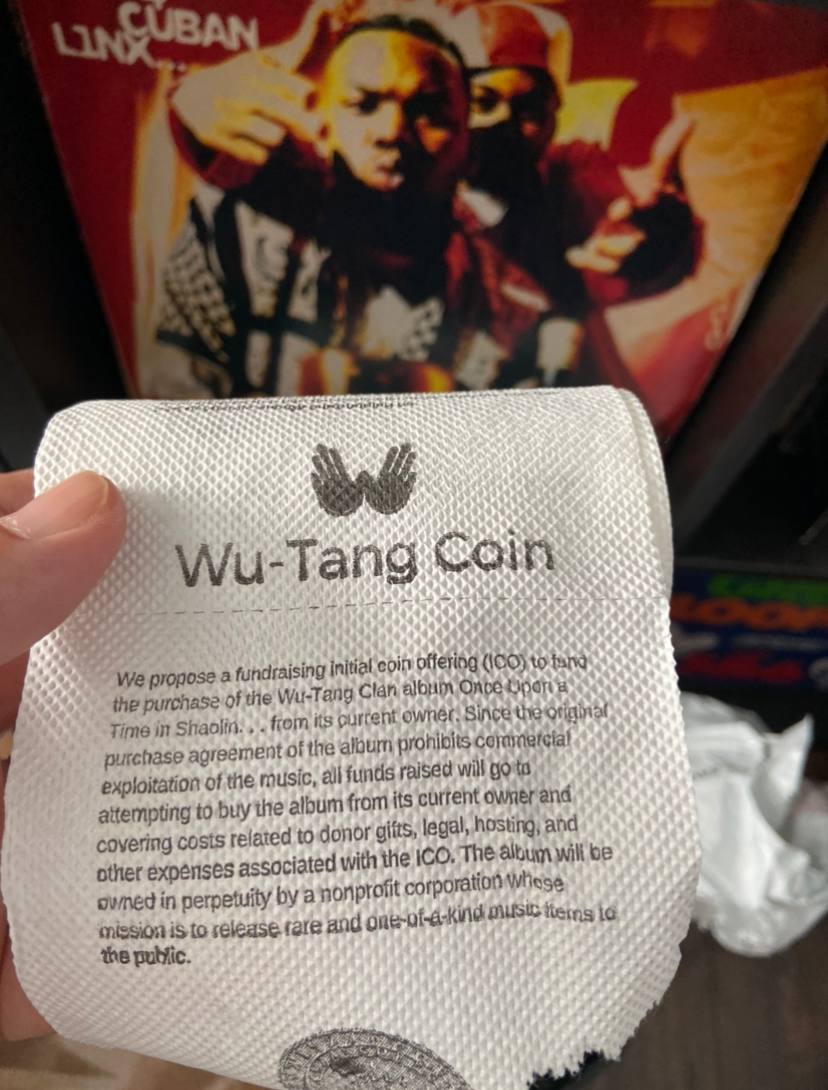 CUBAN
LINX...
Wu-Tang Coin
We propose a fundraising initial coin offering (ICO) to fund
the purchase of the Wu-Tang Clan album Once Upon a
Time in Shaolin. . . from its current owner. Since the original
purchase agreement of the album prohibits commercial
exploitation of the music, all funds raised will go to
attempting to buy the album from its current owner and
covering costs related to donor gifts, legal, hosting, and
other expenses associated with the ICO. The album will be
owned in perpetuity by a nonprofit corporation whose
mission is to release rare and one-of-a-kind music items to
the public.